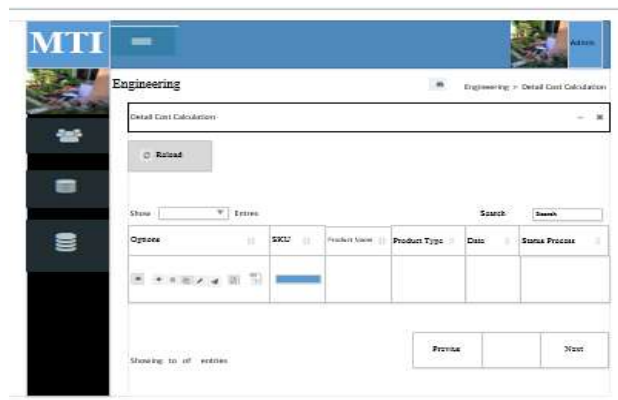 MTI
Admin
Engineering
Engineering > Detail Cost Calculation
Detail Cost Calculation
Reload
Show Entries
Search Search
Options SKU Product Name Product Type Date Status Process
Previus Next
Showing to of entries